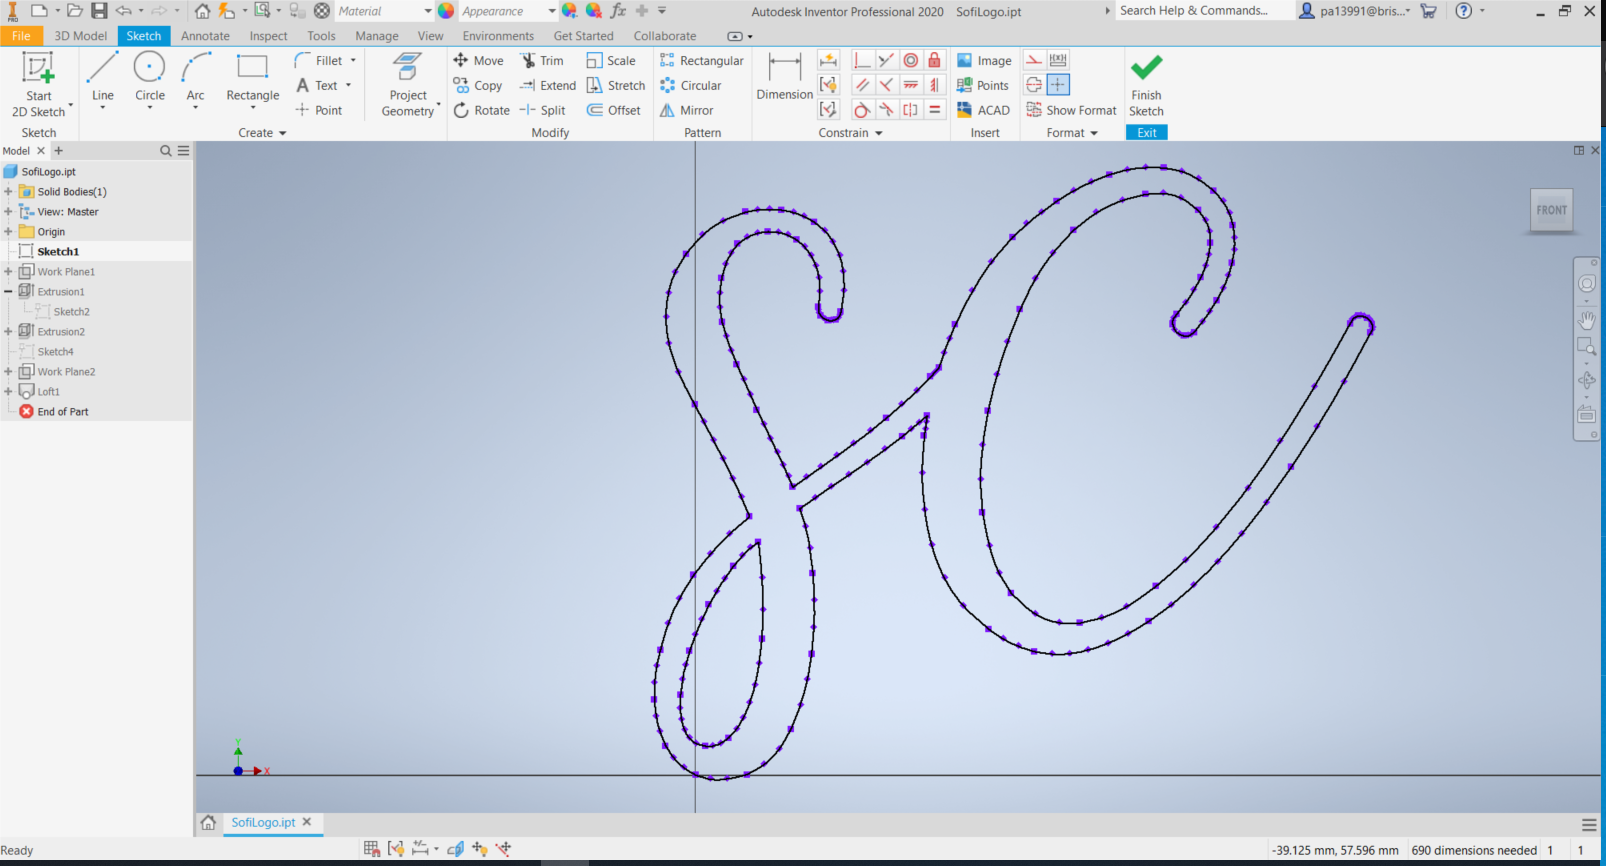 PRO Material Appearance fx Autodesk Inventor Professional 2020 SofiLogo.ipt Search Help & Commands... pa13991@bris...
File 3D Model Sketch Annotate Inspect Tools Manage View Environments Get Started Collaborate
Start 2D Sketch Line Circle Arc Rectangle Fillet Text Point Project Geometry Move Copy Rotate Trim Extend Split Scale Stretch Offset Rectangular Circular Mirror Dimension Image Points ACAD Show Format Finish Sketch
Sketch Create Modify Pattern Constrain Insert Format Exit
Model
SofiLogo.ipt
Solid Bodies(1)
View: Master
Origin
Sketch1
Work Plane1
Extrusion1
Sketch2
Extrusion2
Sketch4
Work Plane2
Loft1
End of Part
FRONT
Y
X
SofiLogo.ipt
Ready -39.125 mm, 57.596 mm 690 dimensions needed 1 1